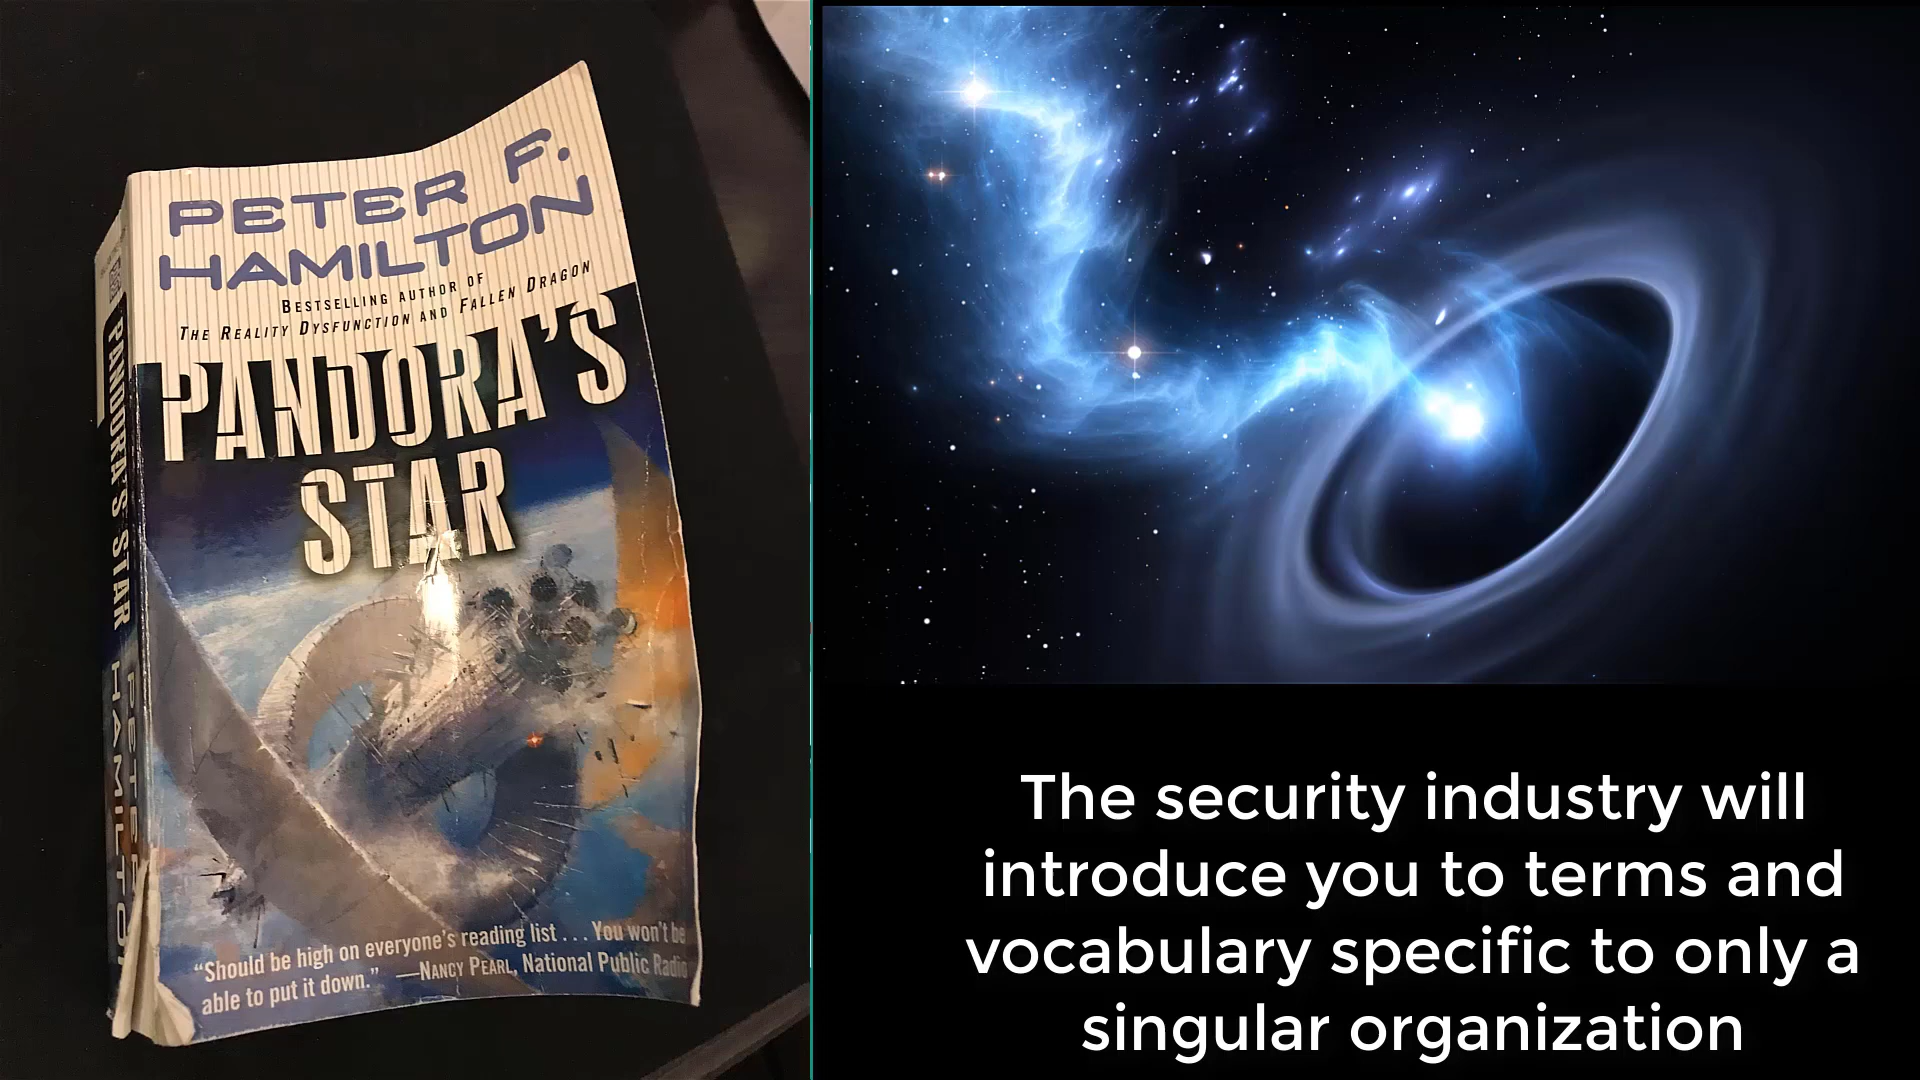 PETER F.
HAMILTON
BESTSELLING AUTHOR OF
THE REALITY DYSFUNCTION AND FALLEN DRAGON
PANDORA'S
STAR
"Should be high on everyone's reading list . . . You won't be
able to put it down." —NANCY PEARL, National Public Radio
PANDORA'S STAR
PETER F.
HAMILTON
The security industry will
introduce you to terms and
vocabulary specific to only a
singular organization